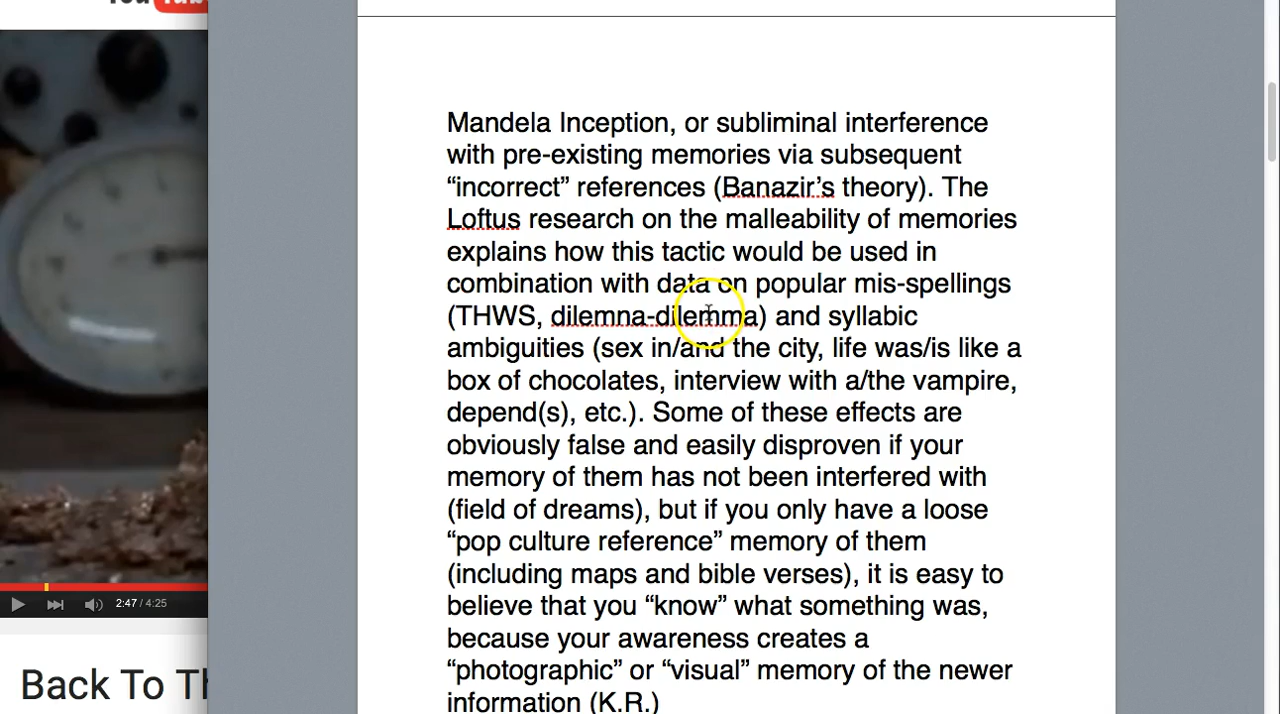 Mandela Inception, or subliminal interference
with pre-existing memories via subsequent
“incorrect” references (Banazir’s theory). The
Loftus research on the malleability of memories
explains how this tactic would be used in
combination with data on popular mis-spellings
(THWS, dilemna-dilemma) and syllabic
ambiguities (sex in/and the city, life was/is like a
box of chocolates, interview with a/the vampire,
depend(s), etc.). Some of these effects are
obviously false and easily disproven if your
memory of them has not been interfered with
(field of dreams), but if you only have a loose
“pop culture reference” memory of them
(including maps and bible verses), it is easy to
believe that you “know” what something was,
because your awareness creates a
“photographic” or “visual” memory of the newer
information (K.R.)
2:47 / 4:25
Back To